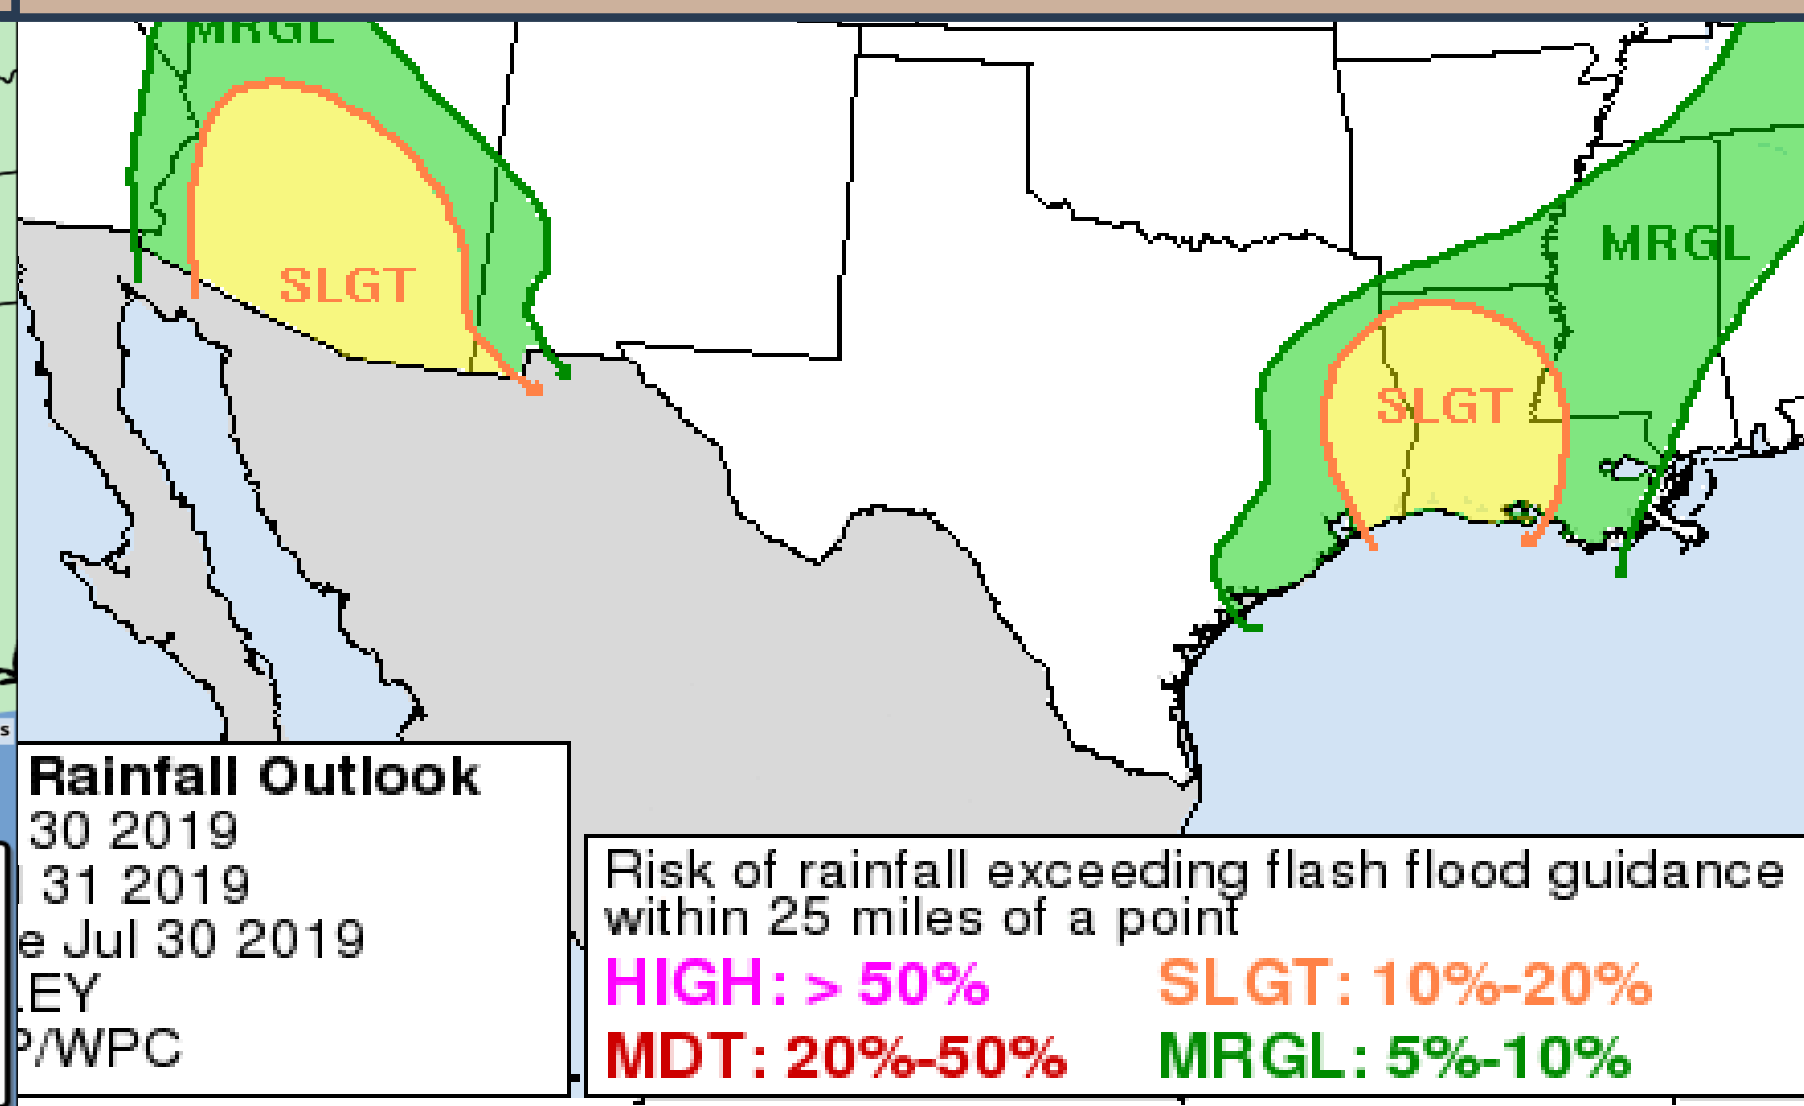 MRGL
SLGT
MRGL
SLGT
s
Rainfall Outlook
30 2019
31 2019
e Jul 30 2019
LEY
P/WPC
Risk of rainfall exceeding flash flood guidance
within 25 miles of a point
HIGH: > 50% SLGT: 10%-20%
MDT: 20%-50% MRGL: 5%-10%